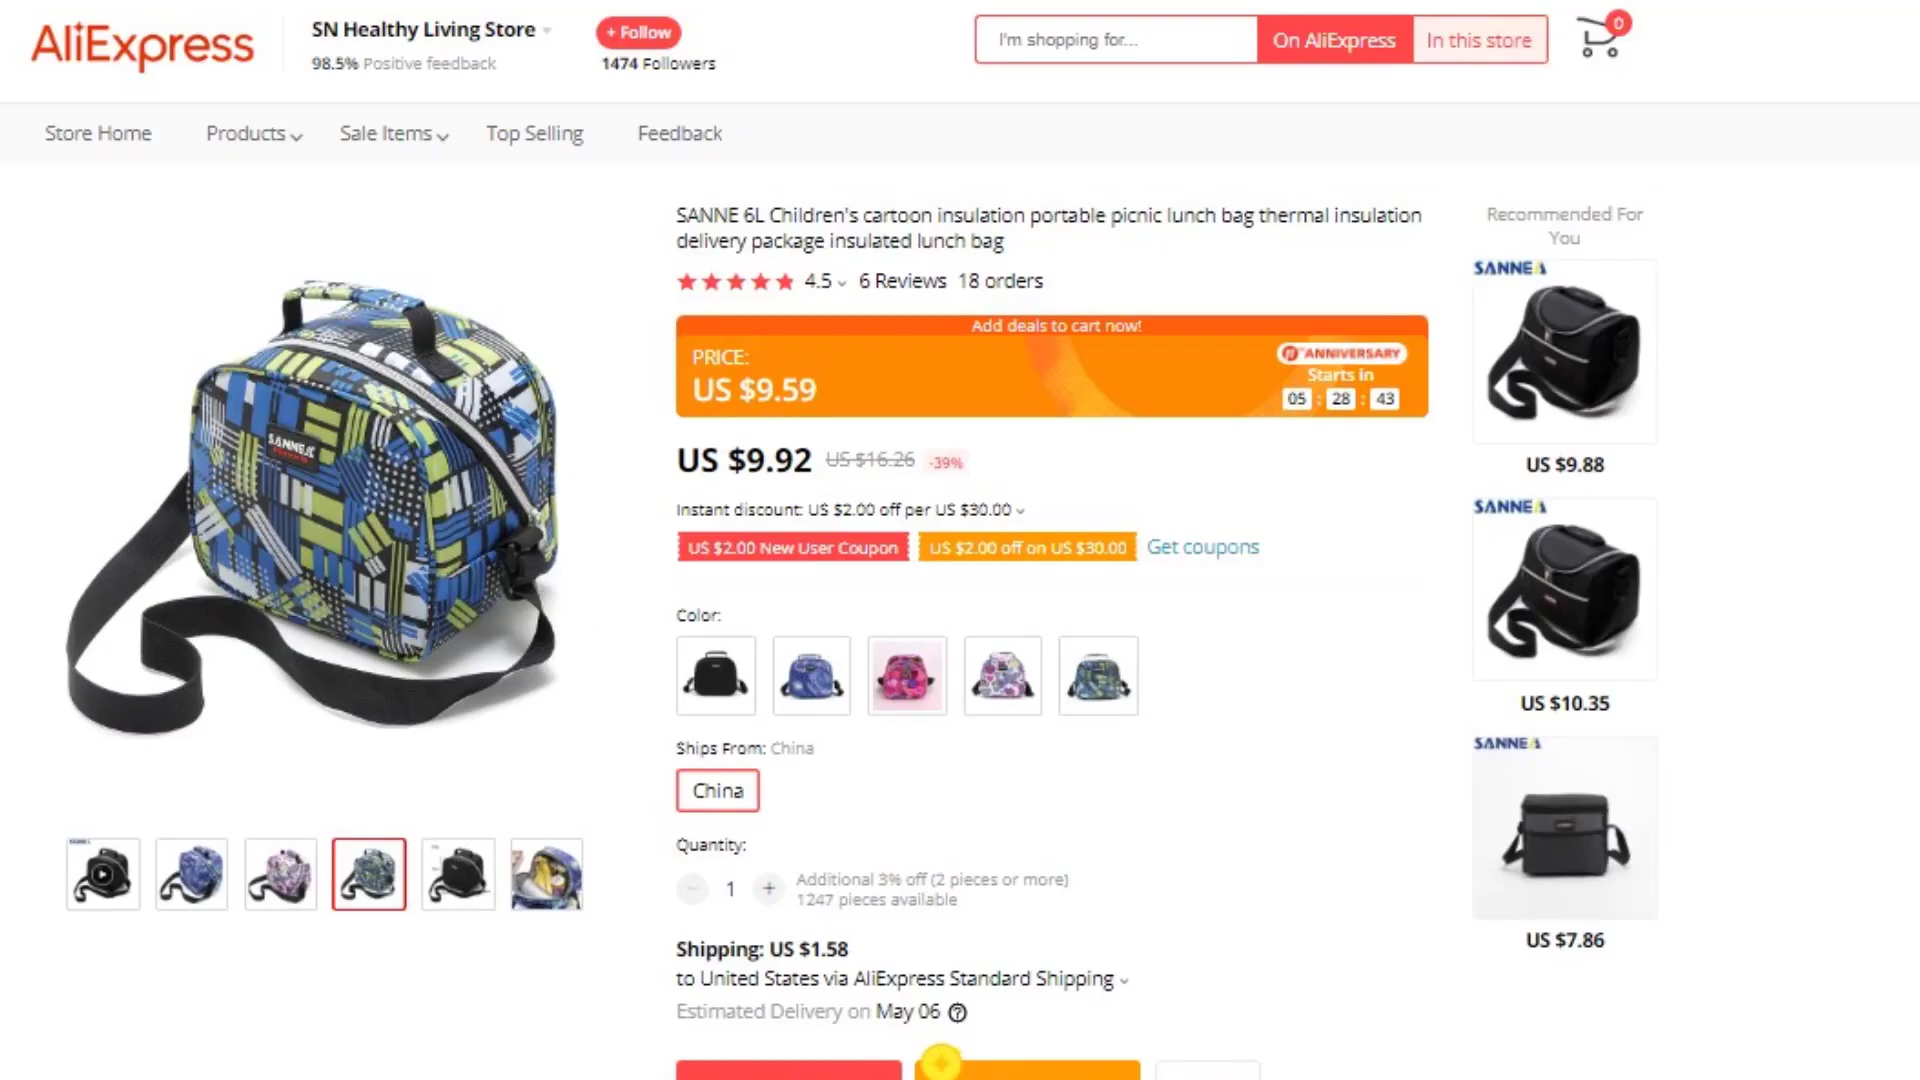 AliExpress
SN Healthy Living Store
98.5% Positive feedback
+ Follow
1474 Followers
I'm shopping for...
On AliExpress
In this store
0
Store Home
Products
Sale Items
Top Selling
Feedback
SANNE 6L Children's cartoon insulation portable picnic lunch bag thermal insulation
delivery package insulated lunch bag
4.5
6 Reviews
18 orders
Add deals to cart now!
PRICE:
US $9.59
ANNIVERSARY
Starts in
05 : 28 : 43
US $9.92
US $16.26
-39%
Instant discount: US $2.00 off per US $30.00
US $2.00 New User Coupon
US $2.00 off on US $30.00
Get coupons
Color:
Ships From: China
China
Quantity:
1
Additional 3% off (2 pieces or more)
1247 pieces available
Shipping: US $1.58
to United States via AliExpress Standard Shipping
Estimated Delivery on May 06
SANNEA
Recommended For
You
SANNEA
US $9.88
SANNEA
US $10.35
SANNEA
US $7.86